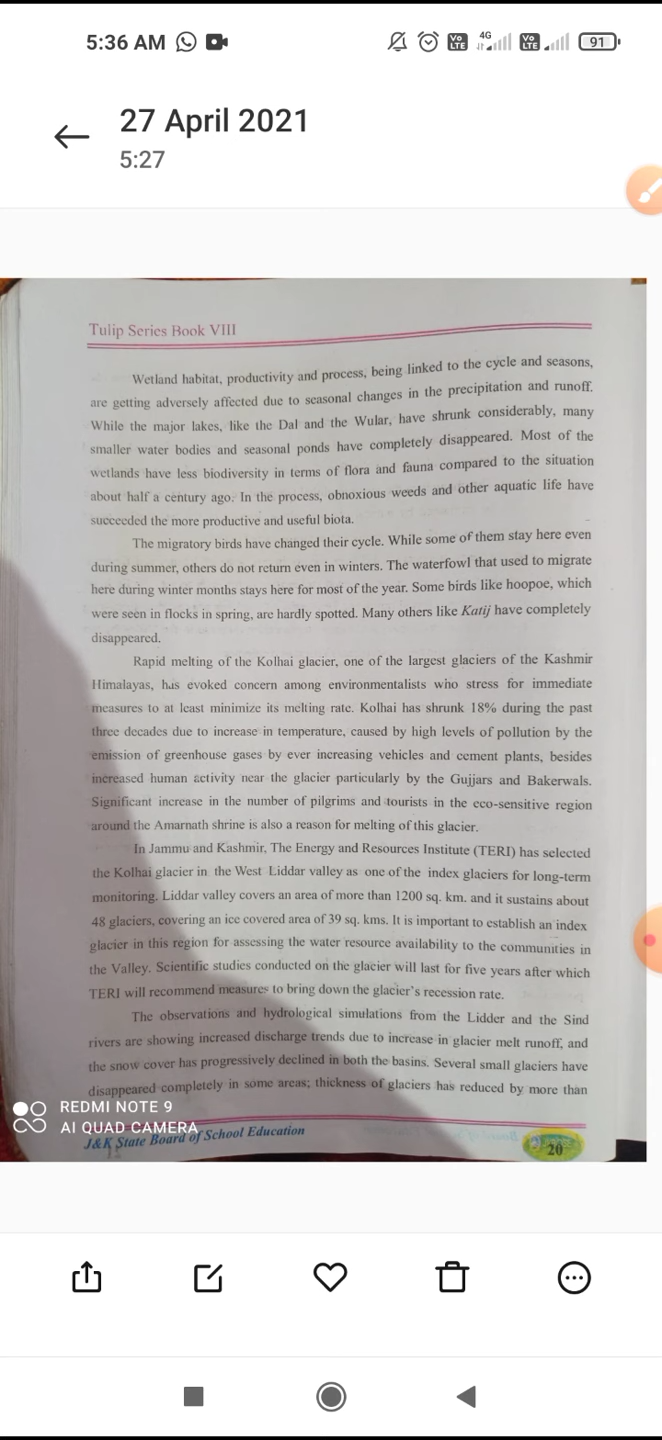 5:36 AM
Vo LTE 4G Vo LTE 91
27 April 2021
5:27
Tulip Series Book VIII
Wetland habitat, productivity and process, being linked to the cycle and seasons,
are getting adversely affected due to seasonal changes in the precipitation and runoff.
While the major lakes, like the Dal and the Wular, have shrunk considerably, many
smaller water bodies and seasonal ponds have completely disappeared. Most of the
wetlands have less biodiversity in terms of flora and fauna compared to the situation
about half a century ago. In the process, obnoxious weeds and other aquatic life have
succeeded the more productive and useful biota.
The migratory birds have changed their cycle. While some of them stay here even
during summer, others do not return even in winters. The waterfowl that used to migrate
here during winter months stays here for most of the year. Some birds like hoopoe, which
were seen in flocks in spring, are hardly spotted. Many others like Katij have completely
disappeared.
Rapid melting of the Kolhai glacier, one of the largest glaciers of the Kashmir
Himalayas, has evoked concern among environmentalists who stress for immediate
measures to at least minimize its melting rate. Kolhai has shrunk 18% during the past
three decades due to increase in temperature, caused by high levels of pollution by the
emission of greenhouse gases by ever increasing vehicles and cement plants, besides
increased human activity near the glacier particularly by the Gujjars and Bakerwals.
Significant increase in the number of pilgrims and tourists in the eco-sensitive region
around the Amarnath shrine is also a reason for melting of this glacier.
In Jammu and Kashmir, The Energy and Resources Institute (TERI) has selected
the Kolhai glacier in the West Liddar valley as one of the index glaciers for long-term
monitoring. Liddar valley covers an area of more than 1200 sq. km. and it sustains about
48 glaciers, covering an ice covered area of 39 sq. kms. It is important to establish an index
glacier in this region for assessing the water resource availability to the communities in
the Valley. Scientific studies conducted on the glacier will last for five years after which
TERI will recommend measures to bring down the glacier's recession rate.
The observations and hydrological simulations from the Lidder and the Sind
rivers are showing increased discharge trends due to increase in glacier melt runoff, and
the snow cover has progressively declined in both the basins. Several small glaciers have
disappeared completely in some areas; thickness of glaciers has reduced by more than
REDMI NOTE 9
AI QUAD CAMERA
J&K State Board of School Education
20